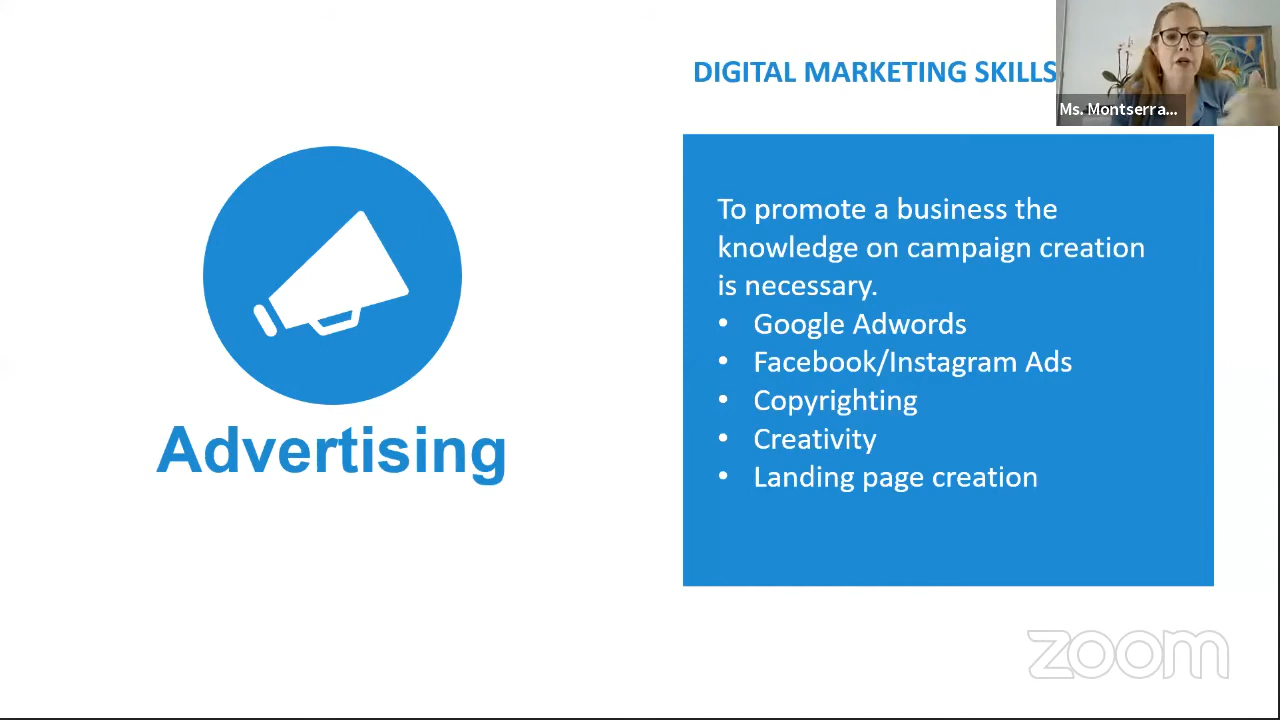 DIGITAL MARKETING SKILLS
Ms. Montserra...
To promote a business the
knowledge on campaign creation
is necessary.
• Google Adwords
• Facebook/Instagram Ads
• Copyrighting
• Creativity
• Landing page creation
Advertising
zoom